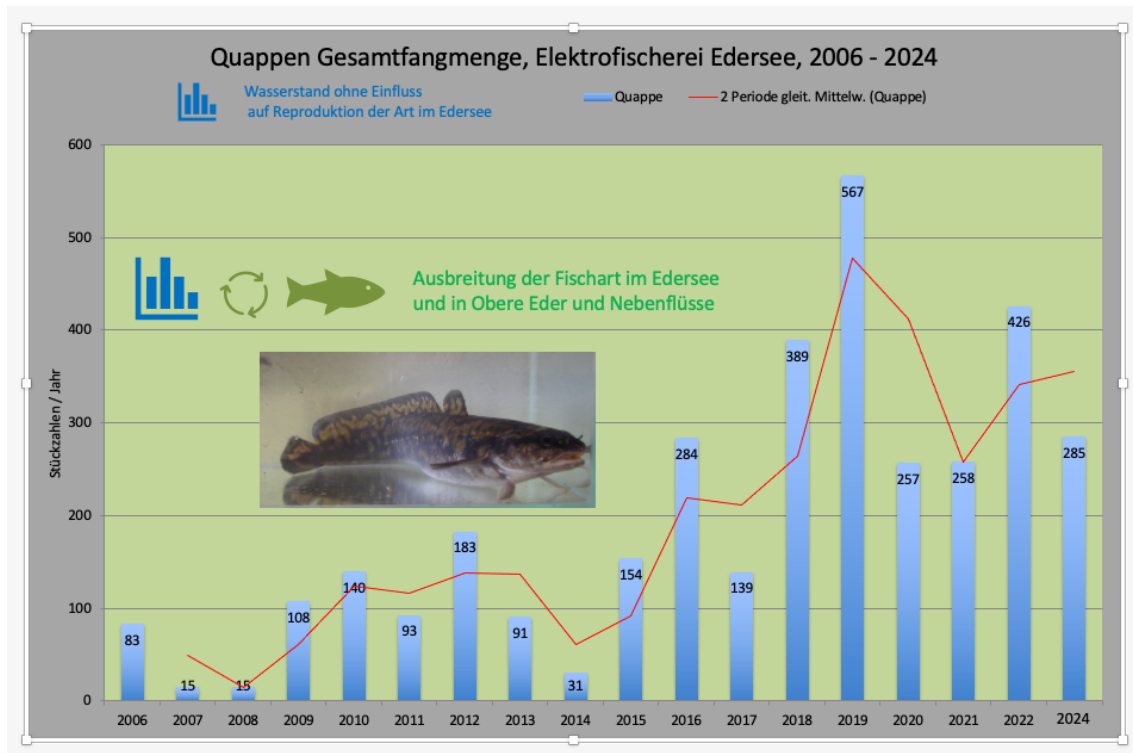 Quappen Gesamtfangmenge, Elektrofischerei Edersee, 2006 - 2024
Wasserstand ohne Einfluss
auf Reproduktion der Art im Edersee
Quappe
2 Periode gleit. Mittelw. (Quappe)
600
500
400
300
200
100
0
Stückzahlen / Jahr
Ausbreitung der Fischart im Edersee
und in Obere Eder und Nebenflüsse
83
15
15
108
140
93
183
91
31
154
284
139
389
567
257
258
426
285
2006 2007 2008 2009 2010 2011 2012 2013 2014 2015 2016 2017 2018 2019 2020 2021 2022 2024